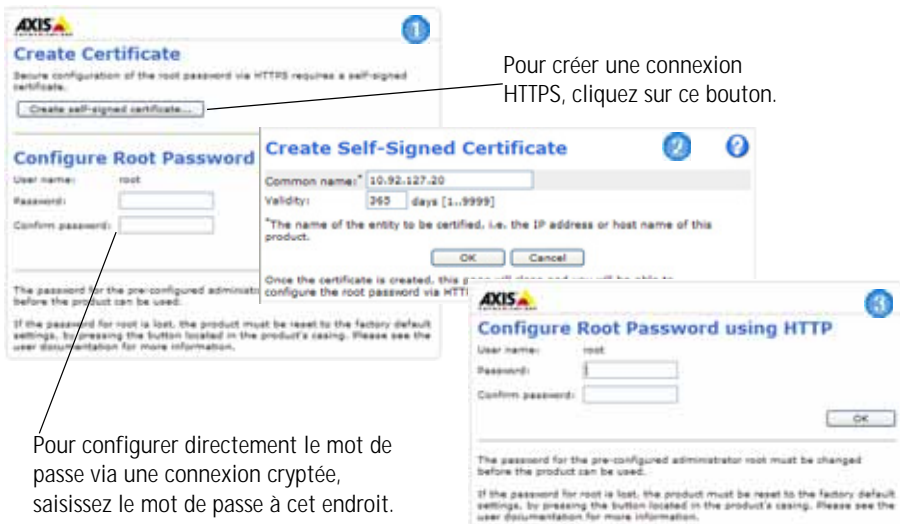 AXIS
1
Create Certificate
Secure configuration of the root password via HTTPS requires a self-signed
certificate.
Create self-signed certificate...
Pour créer une connexion
HTTPS, cliquez sur ce bouton.
Configure Root Password
User name: root
Password:
Confirm password:
The password for the pre-configured administ
before the product can be used.
If the password for root is lost, the product must be reset to the factory default
settings, by pressing the button located in the product's casing. Please see the
user documentation for more information.
Create Self-Signed Certificate
2
?
Common name:* 10.92.127.20
Validity: 365 days [1..9999]
*The name of the entity to be certified, i.e. the IP address or host name of this
product.
OK Cancel
Once the certificate is created, this page will close and you will be able to
configure the root password via HTT
AXIS
3
Configure Root Password using HTTP
User name: root
Password:
Confirm password:
OK
The password for the pre-configured administrator root must be changed
before the product can be used.
If the password for root is lost, the product must be reset to the factory default
settings, by pressing the button located in the product's casing. Please see the
user documentation for more information.
Pour configurer directement le mot de
passe via une connexion cryptée,
saisissez le mot de passe à cet endroit.